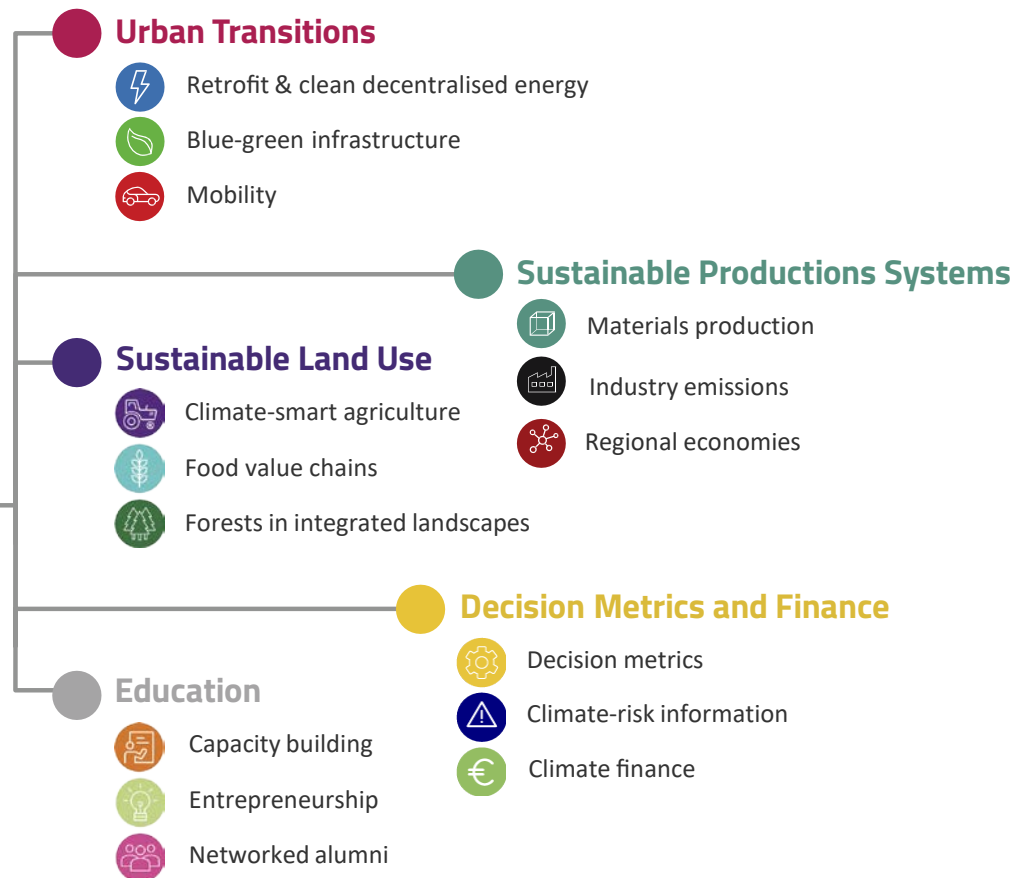 Urban Transitions
Retrofit & clean decentralised energy
Blue-green infrastructure
Mobility
Sustainable Productions Systems
Materials production
Industry emissions
Regional economies
Sustainable Land Use
Climate-smart agriculture
Food value chains
Forests in integrated landscapes
Decision Metrics and Finance
Decision metrics
Climate-risk information
€
Climate finance
Education
Capacity building
Entrepreneurship
Networked alumni